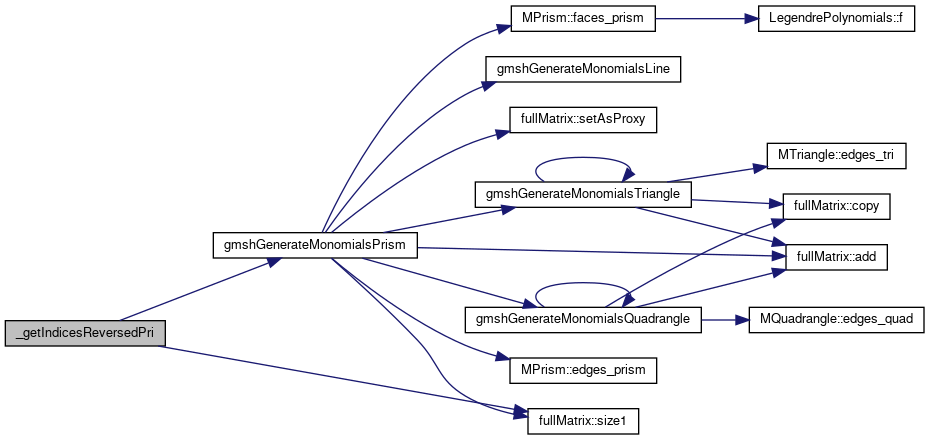 MPrism::faces_prism
LegendrePolynomials::f
gmshGenerateMonomialsLine
fullMatrix::setAsProxy
MTriangle::edges_tri
gmshGenerateMonomialsTriangle
fullMatrix::copy
gmshGenerateMonomialsPrism
fullMatrix::add
_getIndicesReversedPri
gmshGenerateMonomialsQuadrangle
MQuadrangle::edges_quad
MPrism::edges_prism
fullMatrix::size1